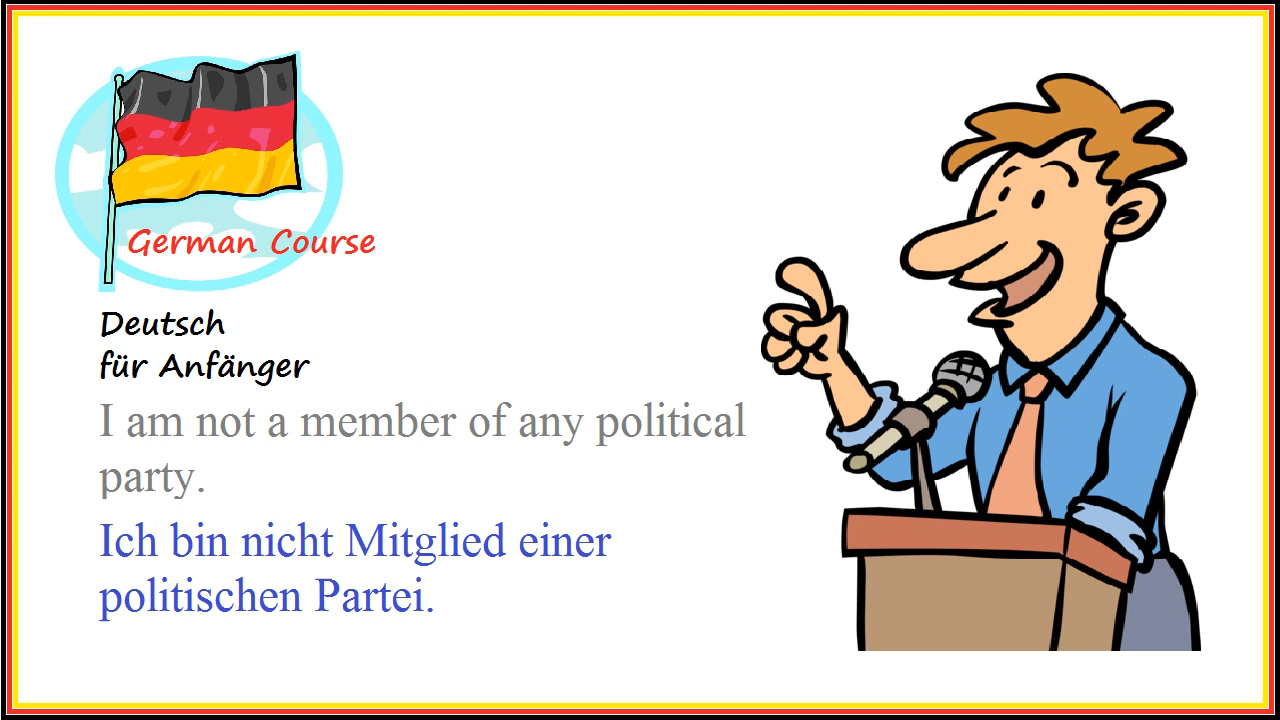 German Course
Deutsch
für Anfänger
I am not a member of any political
party.
Ich bin nicht Mitglied einer
politischen Partei.